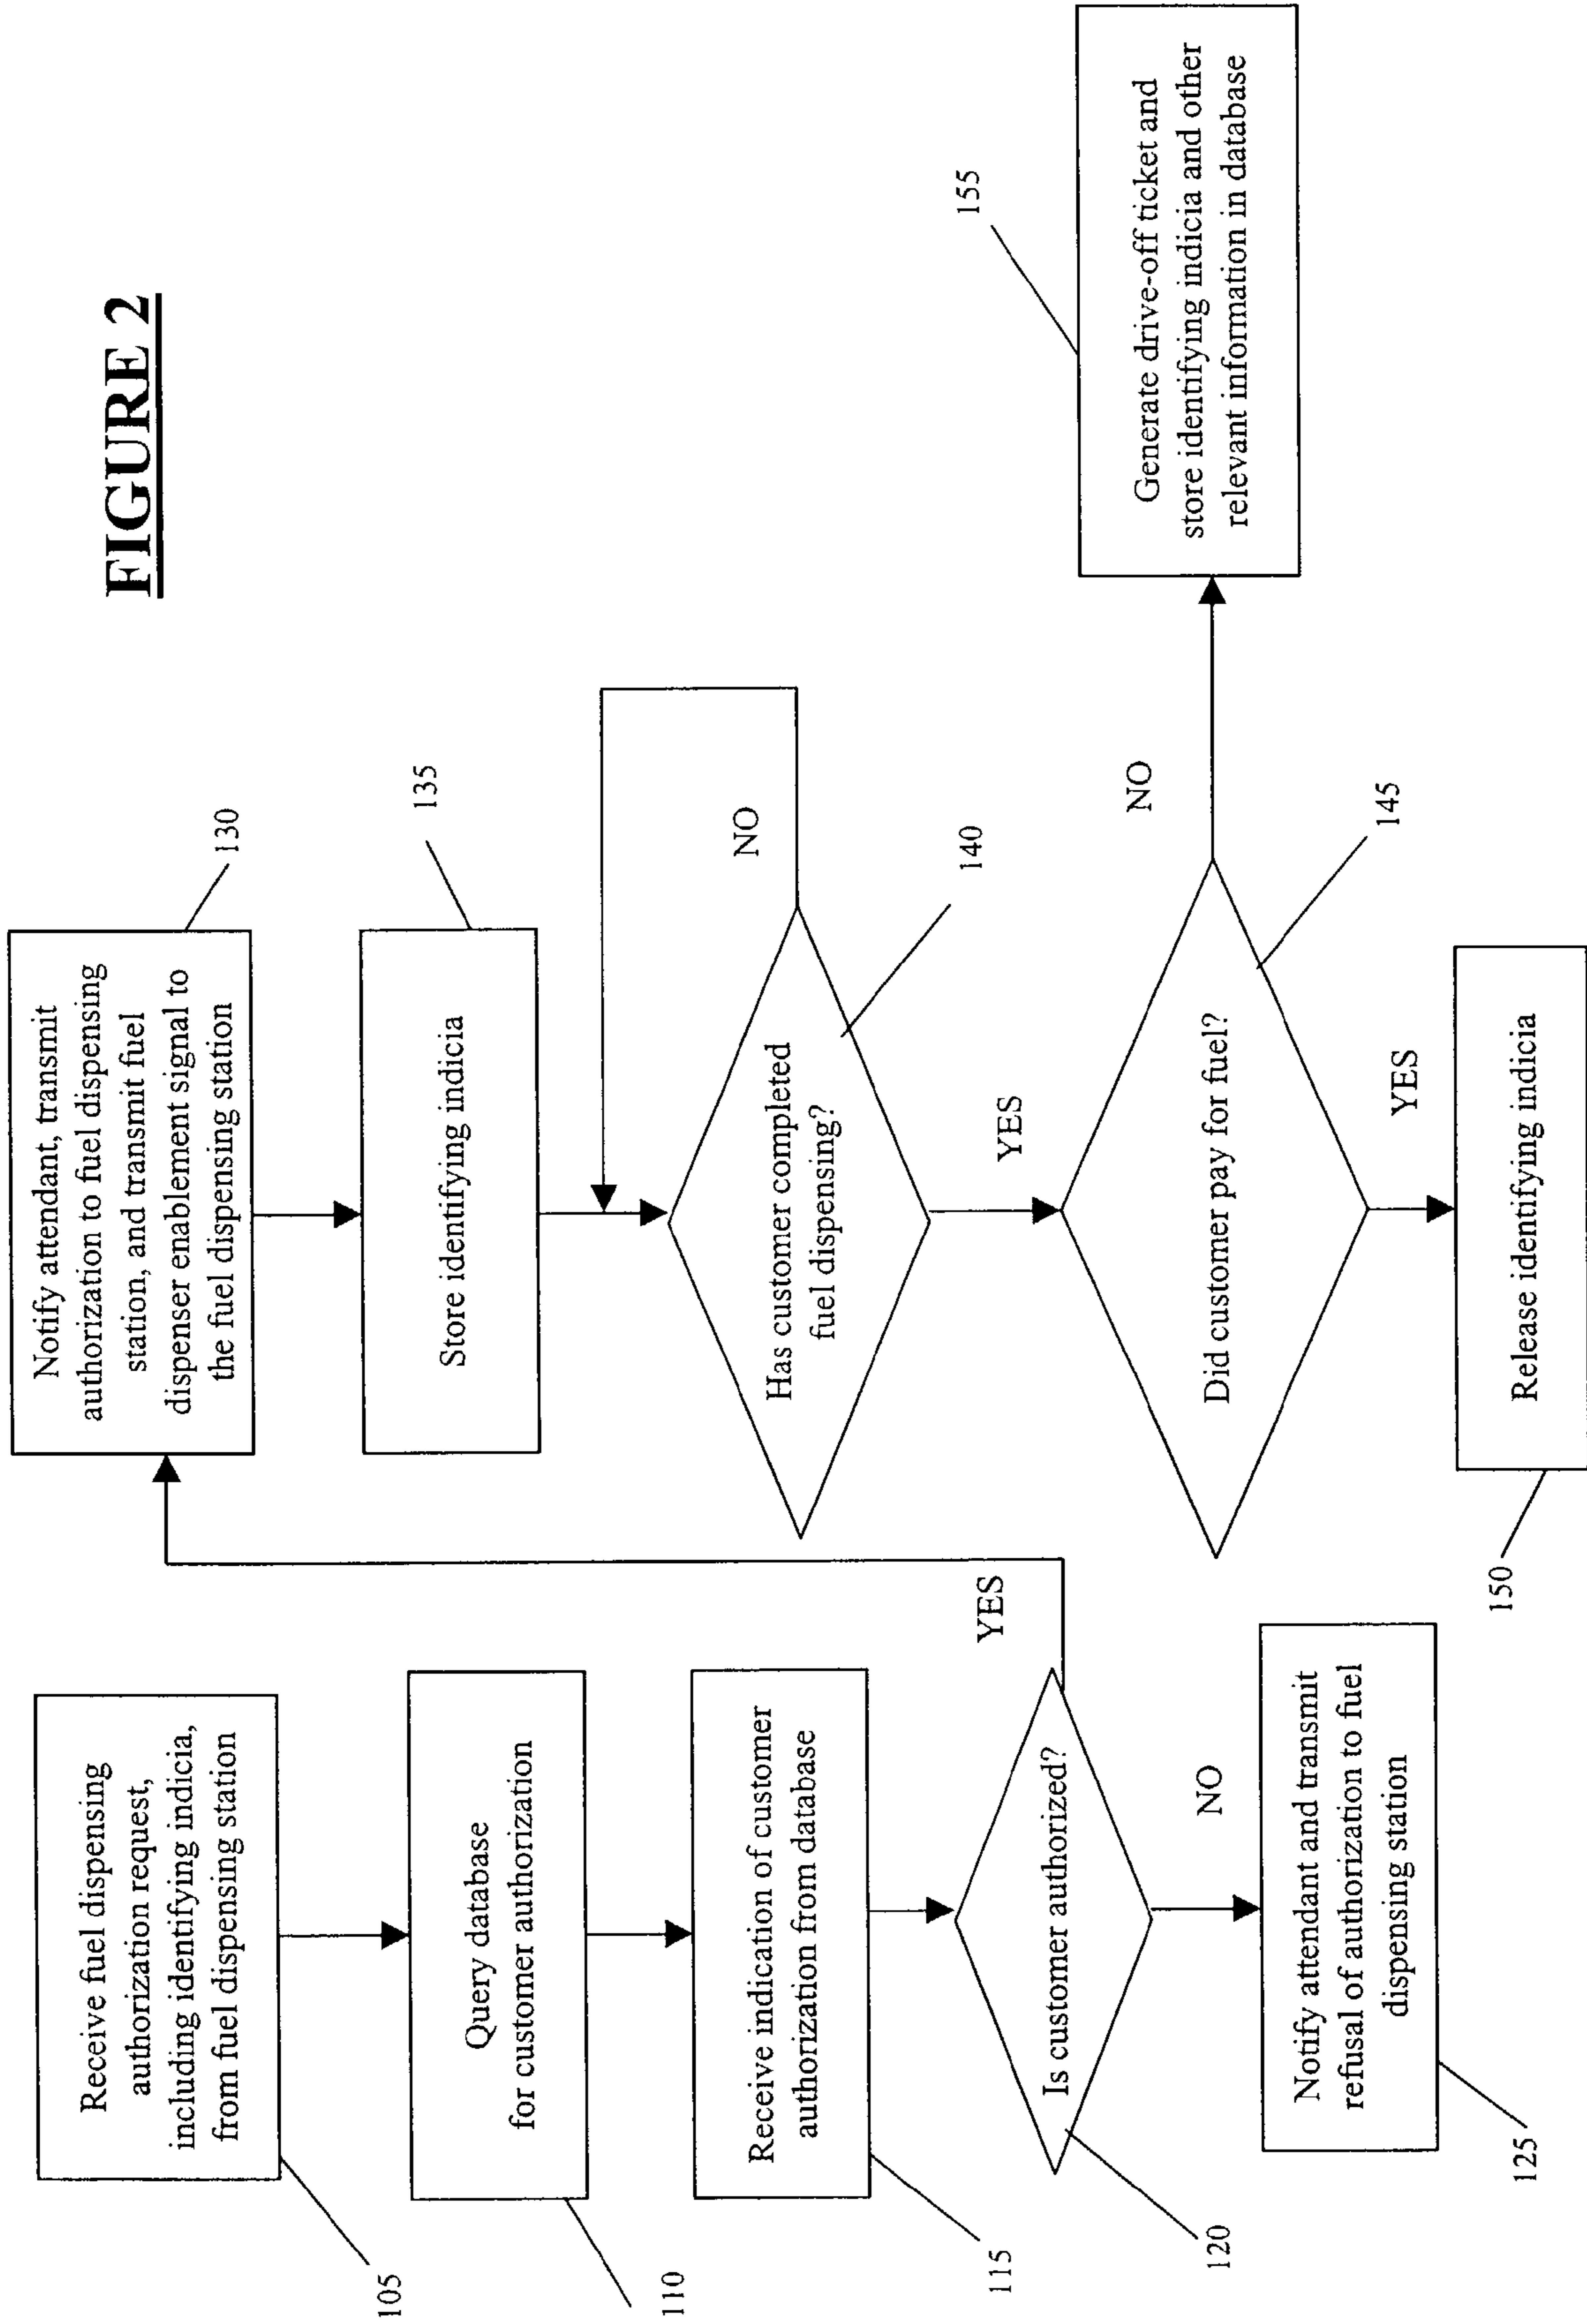 FIGURE 2
Receive fuel dispensing
authorization request,
including identifying indicia,
from fuel dispensing station
105
Query database
for customer authorization
110
Receive indication of customer
authorization from database
115
Is customer authorized?
120
YES
NO
Notify attendant and transmit
refusal of authorization to fuel
dispensing station
125
Notify attendant, transmit
authorization to fuel dispensing
station, and transmit fuel
dispenser enablement signal to
the fuel dispensing station
130
Store identifying indicia
135
Has customer completed
fuel dispensing?
140
NO
YES
Did customer pay for fuel?
145
NO
YES
Release identifying indicia
150
Generate drive-off ticket and
store identifying indicia and other
relevant information in database
155